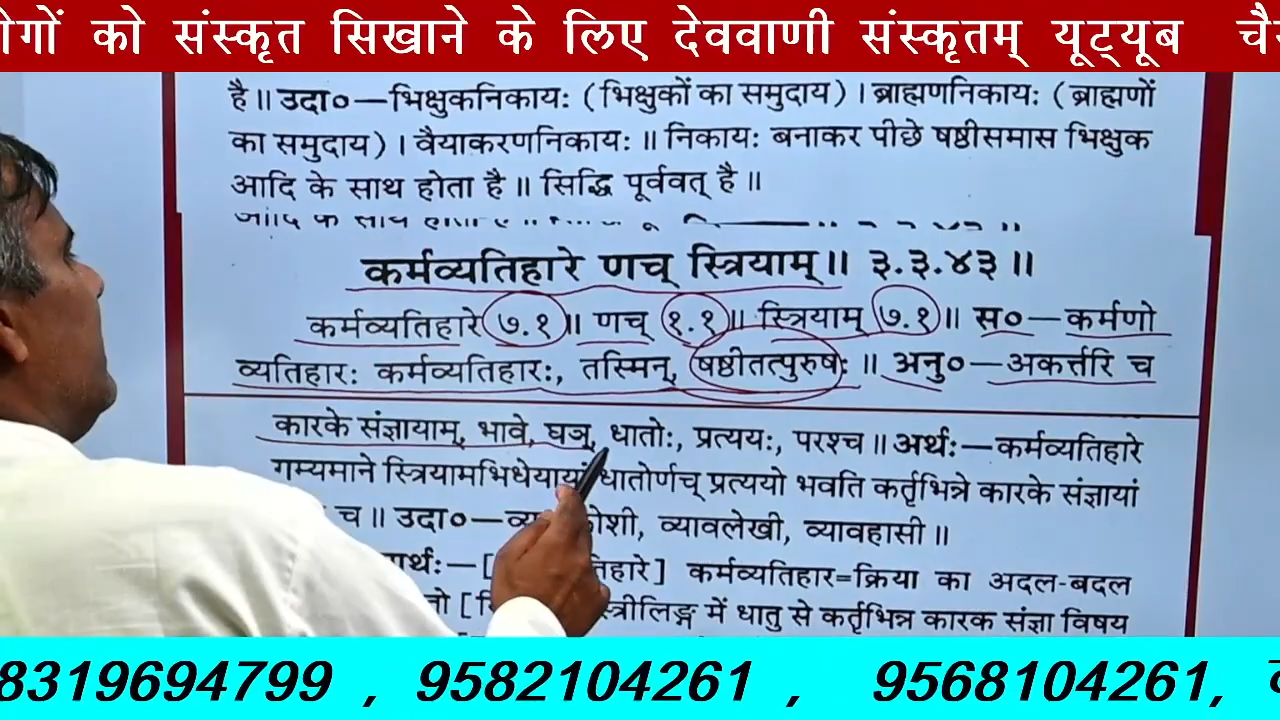 को संस्कृत सिखाने के लिए देववाणी संस्कृतम् यूट्यूब
है॥ उदा०—भिक्षुकनिकायः (भिक्षुकों का समुदाय)। ब्राह्मणनिकायः (ब्राह्मणों
का समुदाय)। वैयाकरणनिकायः॥ निकायः बनाकर पीछे षष्ठीसमास भिक्षुक
आदि के साथ होता है॥ सिद्धि पूर्ववत् है॥
कर्मव्यतिहारे णच् स्त्रियाम्॥ ३.३.४३॥
कर्मव्यतिहारे ७.१॥ णच् १.१॥ स्त्रियाम् ७.१॥ स०—कर्मणो
व्यतिहारः कर्मव्यतिहारः, तस्मिन्, षष्ठीतत्पुरुषः॥ अनु०—अकर्त्तरि च
कारके संज्ञायाम्, भावे, घञ्, धातोः, प्रत्ययः, परश्च॥ अर्थः—कर्मव्यतिहारे
गम्यमाने स्त्रियामभिधेयायां धातोर्णच् प्रत्ययो भवति कर्तृभिन्ने कारके संज्ञायां
च॥ उदा०— व्यावलेखी, व्यावहासी॥
कर्मव्यतिहार=क्रिया का अदल-बदल
में धातु से कर्तृभिन्न कारक संज्ञा विषय
8319694799 , 9582104261 , 9568104261,